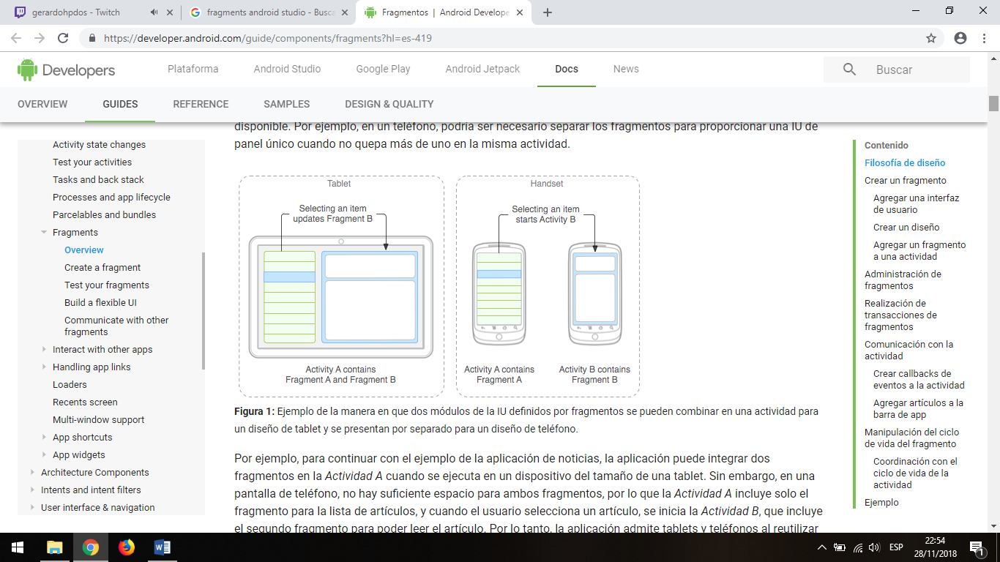 gerardohpdos - Twitch
fragments android studio - Busca
Fragmentos | Android Develope
https://developer.android.com/guide/components/fragments?hl=es-419
Developers
Plataforma
Android Studio
Google Play
Android Jetpack
Docs
News
Buscar
OVERVIEW
GUIDES
REFERENCE
SAMPLES
DESIGN & QUALITY
Activity state changes
Test your activities
Tasks and back stack
Processes and app lifecycle
Parcelables and bundles
Fragments
Overview
Create a fragment
Test your fragments
Build a flexible UI
Communicate with other
fragments
Interact with other apps
Handling app links
Loaders
Recents screen
Multi-window support
App shortcuts
App widgets
Architecture Components
Intents and intent filters
User interface & navigation
disponible. Por ejemplo, en un teléfono, podría ser necesario separar los fragmentos para proporcionar una IU de
panel único cuando no quepa más de uno en la misma actividad.
Tablet
Selecting an item
updates Fragment B
Activity A contains
Fragment A and Fragment B
Handset
Selecting an item
starts Activity B
Activity A contains
Fragment A
Activity B contains
Fragment B
Figura 1: Ejemplo de la manera en que dos módulos de la IU definidos por fragmentos se pueden combinar en una actividad para
un diseño de tablet y se presentan por separado para un diseño de teléfono.
Por ejemplo, para continuar con el ejemplo de la aplicación de noticias, la aplicación puede integrar dos
fragmentos en la Actividad A cuando se ejecuta en un dispositivo del tamaño de una tablet. Sin embargo, en una
pantalla de teléfono, no hay suficiente espacio para ambos fragmentos, por lo que la Actividad A incluye solo el
fragmento para la lista de artículos, y cuando el usuario selecciona un artículo, se inicia la Actividad B, que incluye
el segundo fragmento para poder leer el artículo. Por lo tanto, la aplicación admite tablets y teléfonos al reutilizar
Contenido
Filosofía de diseño
Crear un fragmento
Agregar una interfaz
de usuario
Crear un diseño
Agregar un fragmento
a una actividad
Administración de
fragmentos
Realización de
transacciones de
fragmentos
Comunicación con la
actividad
Crear callbacks de
eventos a la actividad
Agregar artículos a la
barra de app
Manipulación del ciclo
de vida del fragmento
Coordinación con el
ciclo de vida de la
actividad
Ejemplo
ESP
22:54
28/11/2018
1